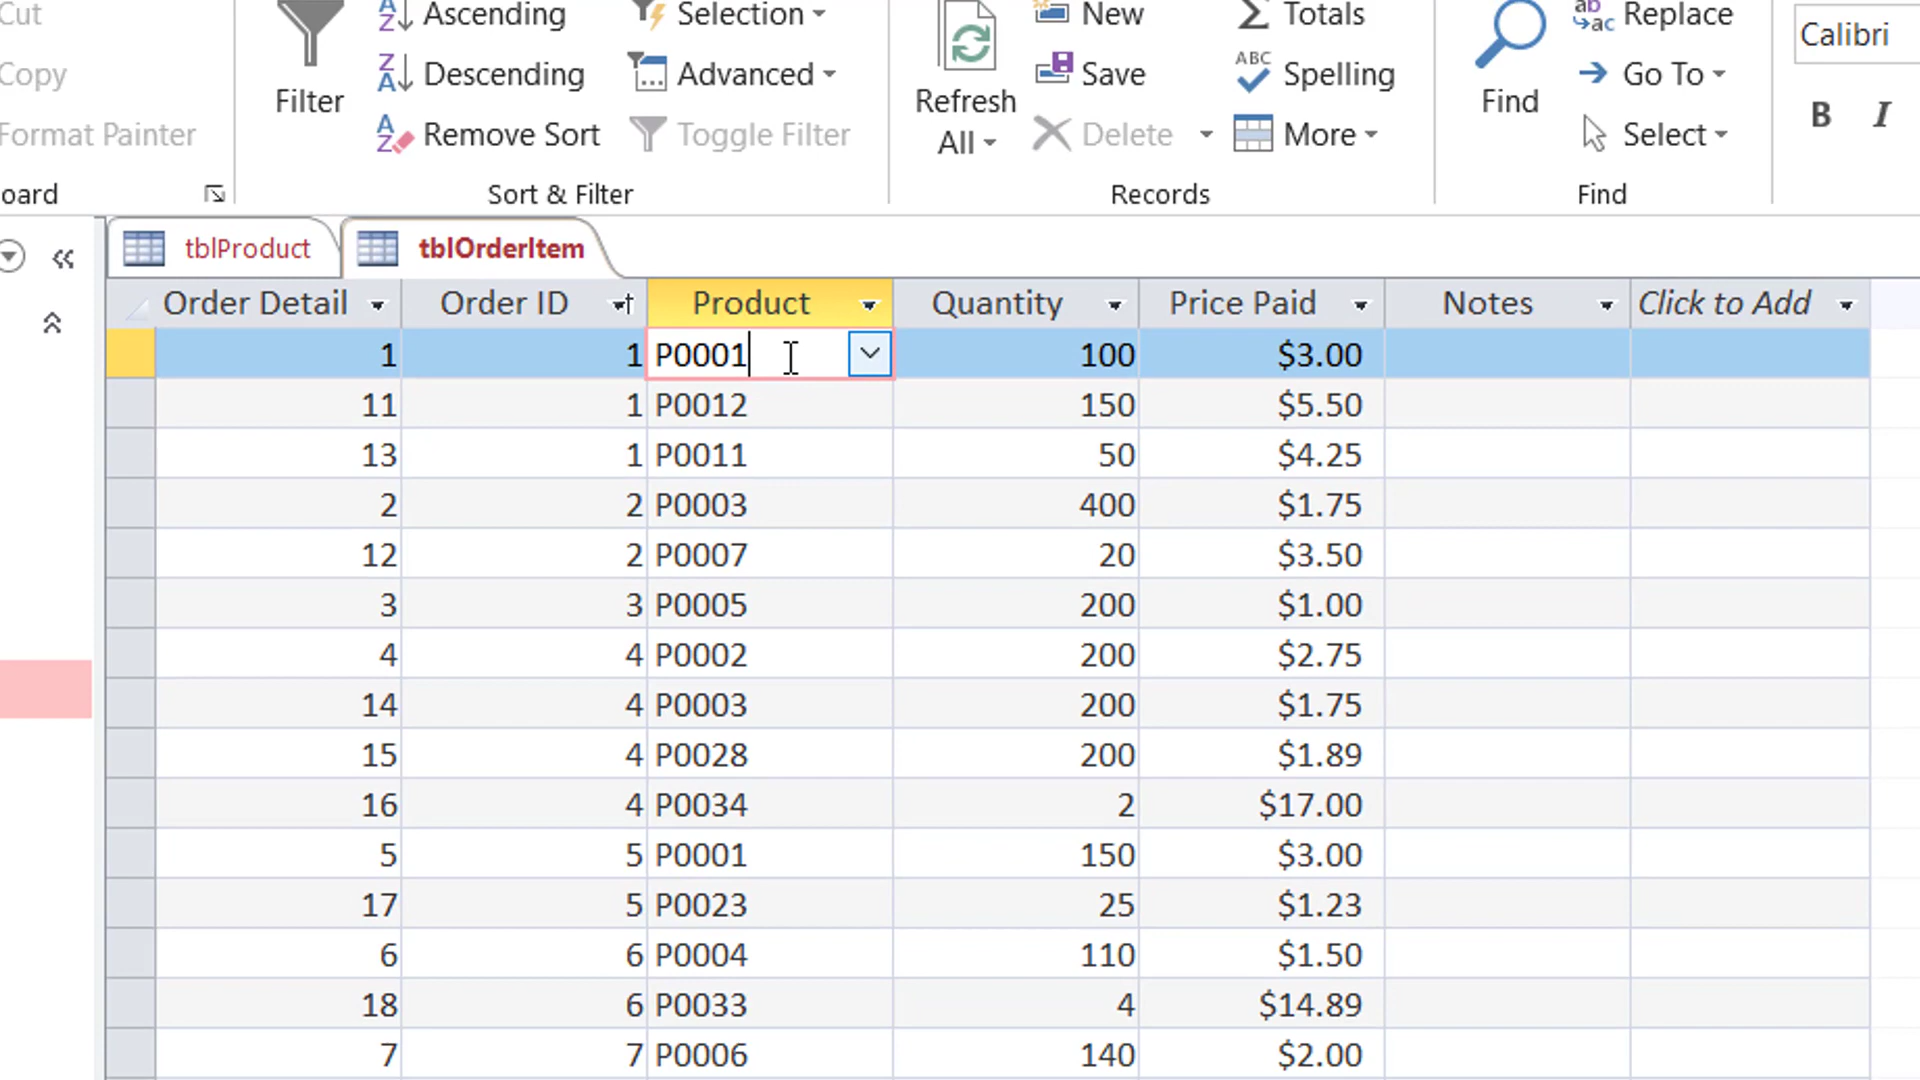 Cut
Copy
Format Painter
oard
Filter
Ascending
Descending
Remove Sort
Selection
Advanced
Toggle Filter
Sort & Filter
Refresh
All
New
Save
Delete
Totals
Spelling
More
Records
Find
Replace
Go To
Select
Find
Calibri
B I
tblProduct tblOrderItem
Order Detail Order ID Product Quantity Price Paid Notes Click to Add
1 1 P0001 100 $3.00
11 1 P0012 150 $5.50
13 1 P0011 50 $4.25
2 2 P0003 400 $1.75
12 2 P0007 20 $3.50
3 3 P0005 200 $1.00
4 4 P0002 200 $2.75
14 4 P0003 200 $1.75
15 4 P0028 200 $1.89
16 4 P0034 2 $17.00
5 5 P0001 150 $3.00
17 5 P0023 25 $1.23
6 6 P0004 110 $1.50
18 6 P0033 4 $14.89
7 7 P0006 140 $2.00